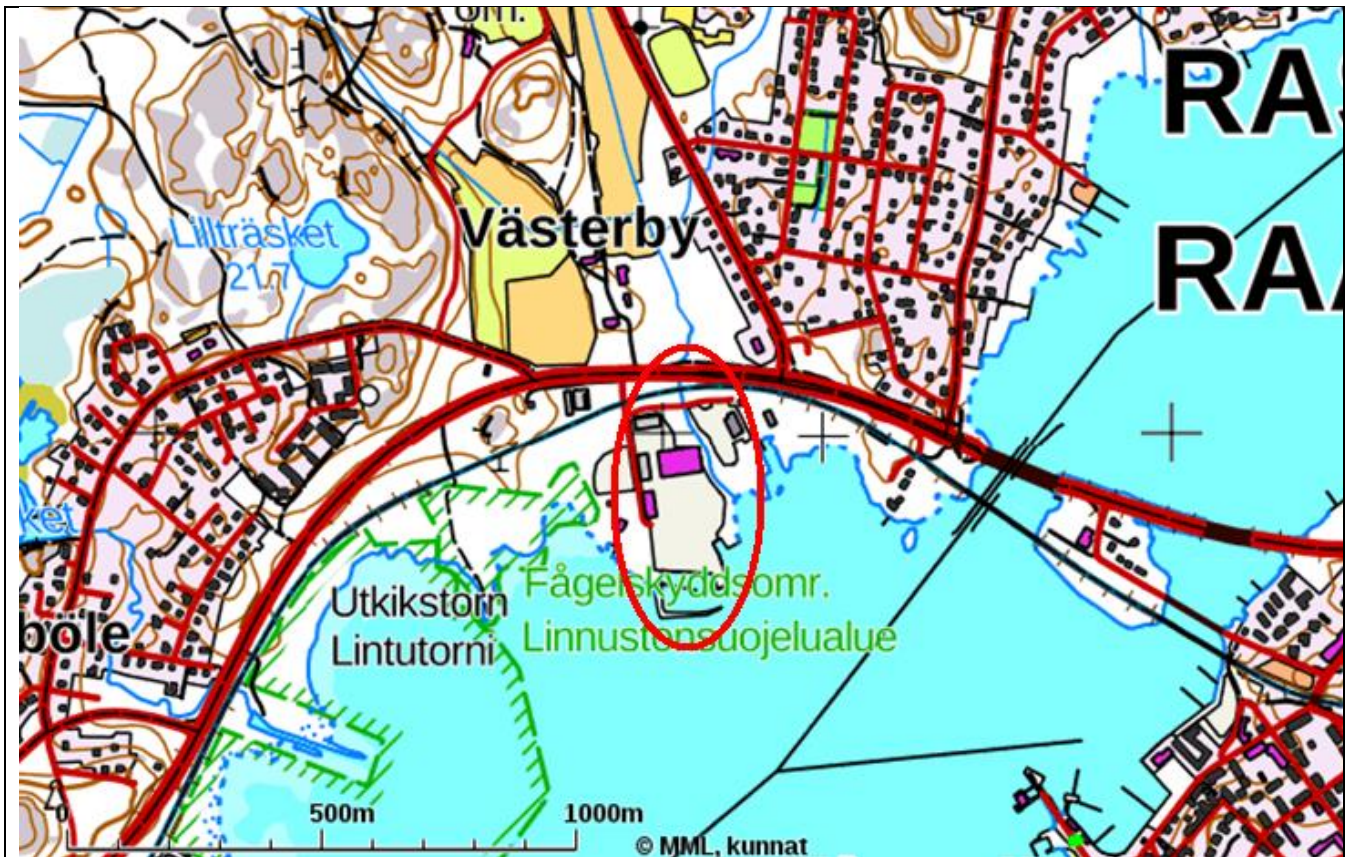 RAS
Västerby
Lillträsket
21.7
RAA
Fågelskyddsomr.
Utkikstorn
Lintutorni
Linnustonsuojelualue
böle
ket
0
500m
1000m
© MML, kunnat